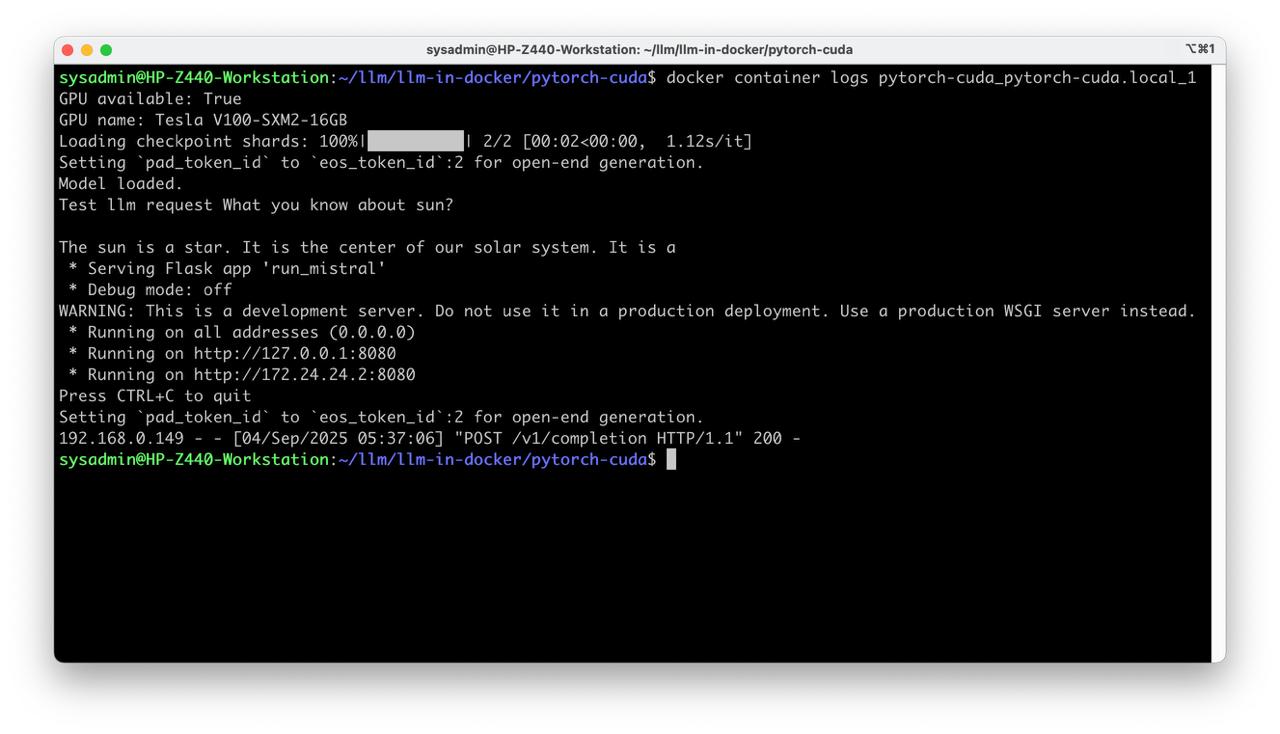 sysadmin@HP-Z440-Workstation: ~/llm/llm-in-docker/pytorch-cuda
⌥⌘1
sysadmin@HP-Z440-Workstation:~/llm/llm-in-docker/pytorch-cuda$ docker container logs pytorch-cuda_pytorch-cuda.local_1
GPU available: True
GPU name: Tesla V100-SXM2-16GB
Loading checkpoint shards: 100%|██████████| 2/2 [00:02<00:00,  1.12s/it]
Setting `pad_token_id` to `eos_token_id`:2 for open-end generation.
Model loaded.
Test llm request What you know about sun?
The sun is a star. It is the center of our solar system. It is a
 * Serving Flask app 'run_mistral'
 * Debug mode: off
WARNING: This is a development server. Do not use it in a production deployment. Use a production WSGI server instead.
 * Running on all addresses (0.0.0.0)
 * Running on http://127.0.0.1:8080
 * Running on http://172.24.24.2:8080
Press CTRL+C to quit
Setting `pad_token_id` to `eos_token_id`:2 for open-end generation.
192.168.0.149 - - [04/Sep/2025 05:37:06] "POST /v1/completion HTTP/1.1" 200 -
sysadmin@HP-Z440-Workstation:~/llm/llm-in-docker/pytorch-cuda$